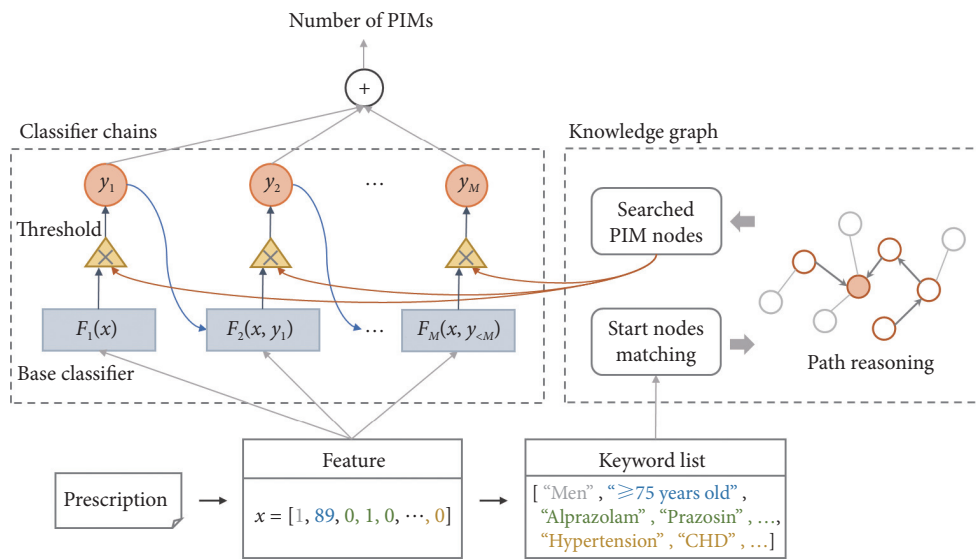 Number of PIMs
+
Classifier chains
Knowledge graph
y1 y2 … yM
Threshold
× × ×
Searched
PIM nodes
F1(x) F2(x, y1) … FM(x, y<M)
Base classifier
Start nodes
matching
Path reasoning
Prescription
Feature
x = [1, 89, 0, 1, 0, ⋯, 0]
Keyword list
[ “Men” , “≥75 years old” ,
“Alprazolam” , “Prazosin” , …,
“Hypertension” , “CHD” , …]